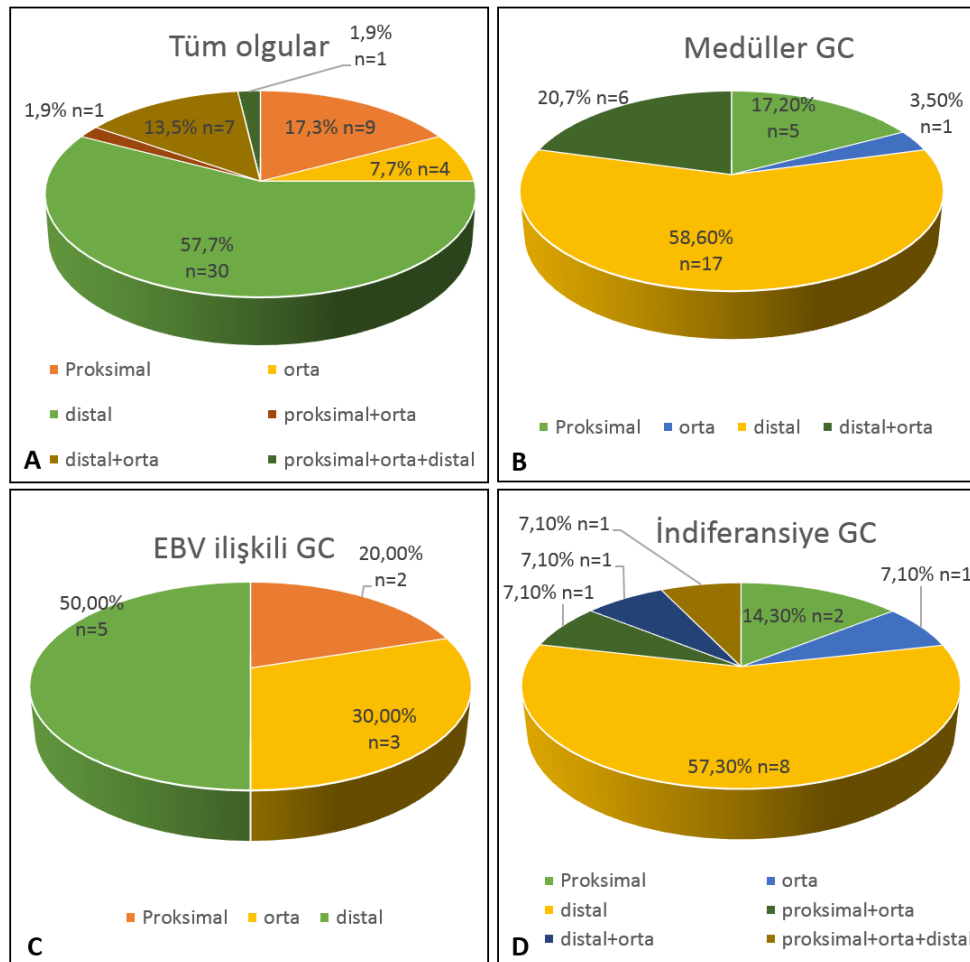 Tüm olgular
1,9%
n=1
1,9% n=1
13,5% n=7
17,3% n=9
7,7% n=4
57,7%
n=30
Proksimal
orta
distal
proksimal+orta
distal+orta
proksimal+orta+distal
A
Medüller GC
20,7% n=6
17,20%
n=5
3,50%
n=1
58,60%
n=17
Proksimal
orta
distal
distal+orta
B
EBV ilişkili GC
20,00%
n=2
50,00%
n=5
30,00%
n=3
Proksimal
orta
distal
C
İndiferansiye GC
7,10% n=1
7,10% n=1
7,10% n=1
7,10% n=1
14,30% n=2
57,30% n=8
Proksimal
orta
distal
proksimal+orta
distal+orta
proksimal+orta+distal
D